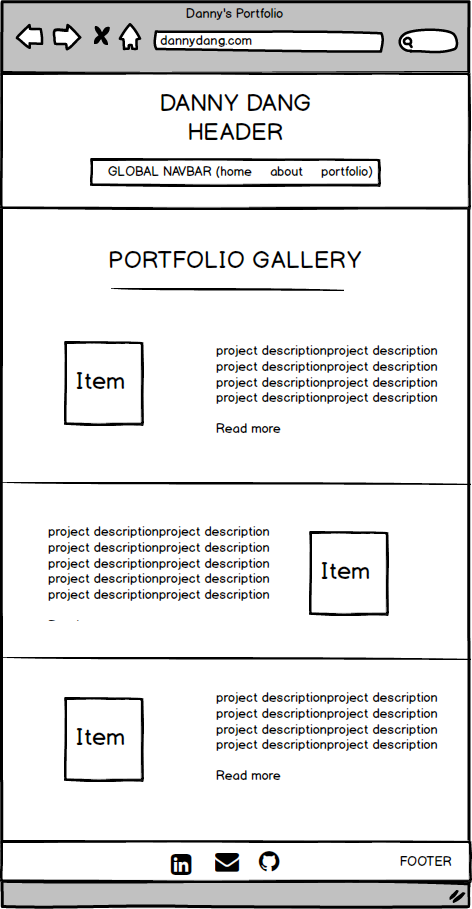 Danny's Portfolio
dannydang.com
DANNY DANG
HEADER
GLOBAL NAVBAR (home about portfolio)
PORTFOLIO GALLERY
Item
project descriptionproject description
project descriptionproject description
project descriptionproject description
project descriptionproject description
Read more
project descriptionproject description
project descriptionproject description
project descriptionproject description
project descriptionproject description
project descriptionproject description
Item
Item
project descriptionproject description
project descriptionproject description
project descriptionproject description
project descriptionproject description
Read more
in
FOOTER